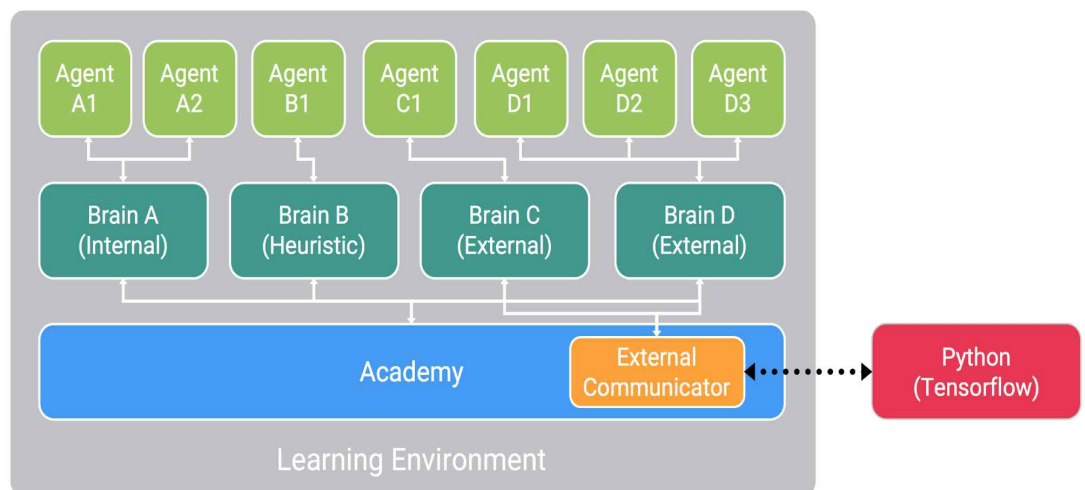 Agent
A1
Agent
A2
Agent
B1
Agent
C1
Agent
D1
Agent
D2
Agent
D3
Brain A
(Internal)
Brain B
(Heuristic)
Brain C
(External)
Brain D
(External)
Academy
External
Communicator
Python
(Tensorflow)
Learning Environment